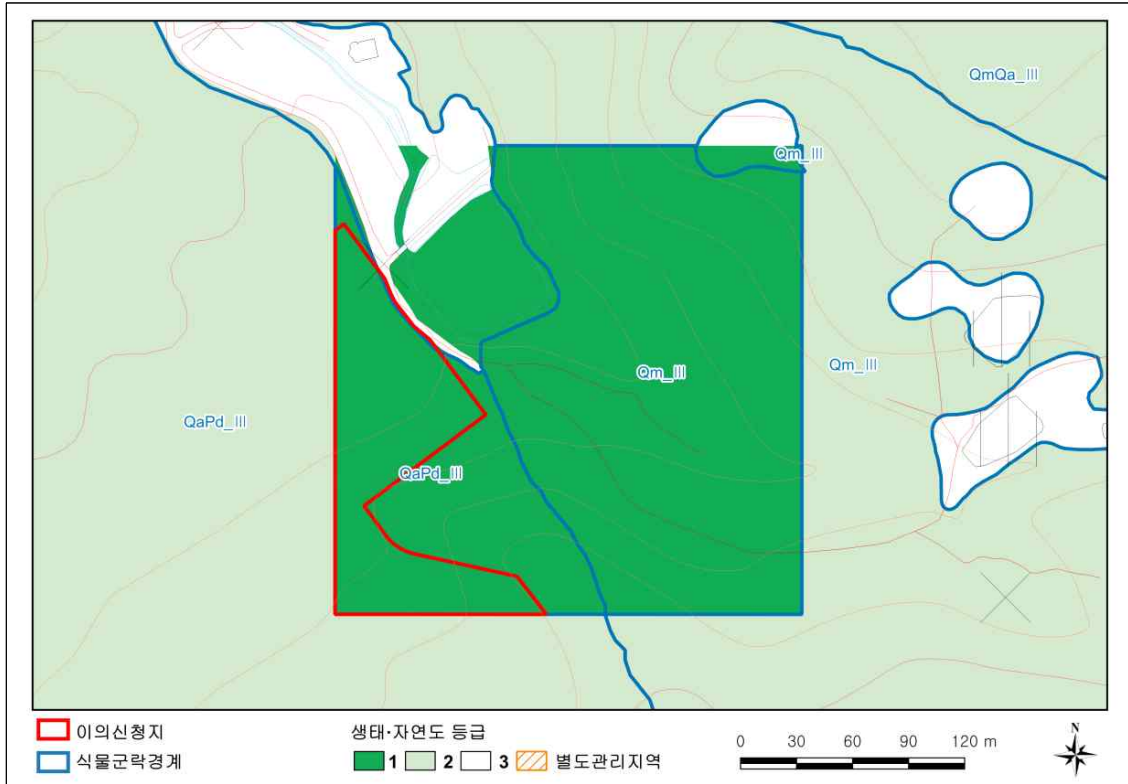 QmQa_III
Qm_III
Qm_III
Qm_III
QaPd_III
QaPd_III
이의신청지
생태·자연도 등급
식물군락경계
1 2 3 별도관리지역
0 30 60 90 120 m
N